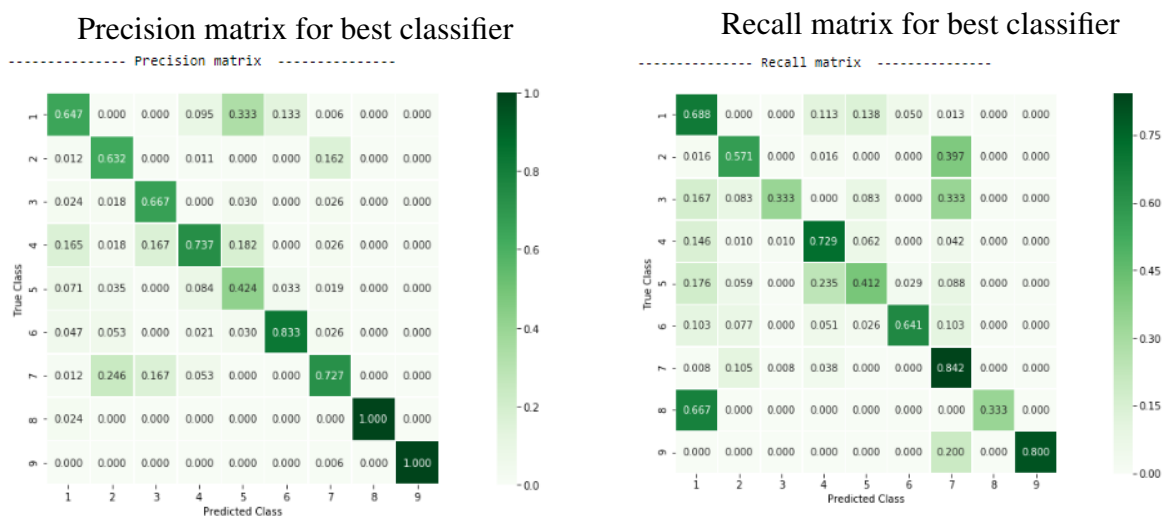 Precision matrix for best classifier
--------------- Precision matrix ---------------
1 0.647 0.000 0.000 0.095 0.333 0.133 0.006 0.000 0.000
2 0.012 0.632 0.000 0.011 0.000 0.000 0.162 0.000 0.000
3 0.024 0.018 0.667 0.000 0.030 0.000 0.026 0.000 0.000
4 0.165 0.018 0.167 0.737 0.182 0.000 0.026 0.000 0.000
5 0.071 0.035 0.000 0.084 0.424 0.033 0.019 0.000 0.000
6 0.047 0.053 0.000 0.021 0.030 0.833 0.026 0.000 0.000
7 0.012 0.246 0.167 0.053 0.000 0.000 0.727 0.000 0.000
8 0.024 0.000 0.000 0.000 0.000 0.000 0.000 1.000 0.000
9 0.000 0.000 0.000 0.000 0.000 0.000 0.006 0.000 1.000
1 2 3 4 5 6 7 8 9
Predicted Class
True Class
1.0
0.8
0.6
0.4
0.2
0.0
Recall matrix for best classifier
--------------- Recall matrix ---------------
1 0.688 0.000 0.000 0.113 0.138 0.050 0.013 0.000 0.000
2 0.016 0.571 0.000 0.016 0.000 0.000 0.397 0.000 0.000
3 0.167 0.083 0.333 0.000 0.083 0.000 0.333 0.000 0.000
4 0.146 0.010 0.010 0.729 0.062 0.000 0.042 0.000 0.000
5 0.176 0.059 0.000 0.235 0.412 0.029 0.088 0.000 0.000
6 0.103 0.077 0.000 0.051 0.026 0.641 0.103 0.000 0.000
7 0.008 0.105 0.008 0.038 0.000 0.000 0.842 0.000 0.000
8 0.667 0.000 0.000 0.000 0.000 0.000 0.000 0.333 0.000
9 0.000 0.000 0.000 0.000 0.000 0.000 0.200 0.000 0.800
1 2 3 4 5 6 7 8 9
Predicted Class
True Class
0.75
0.60
0.45
0.30
0.15
0.00